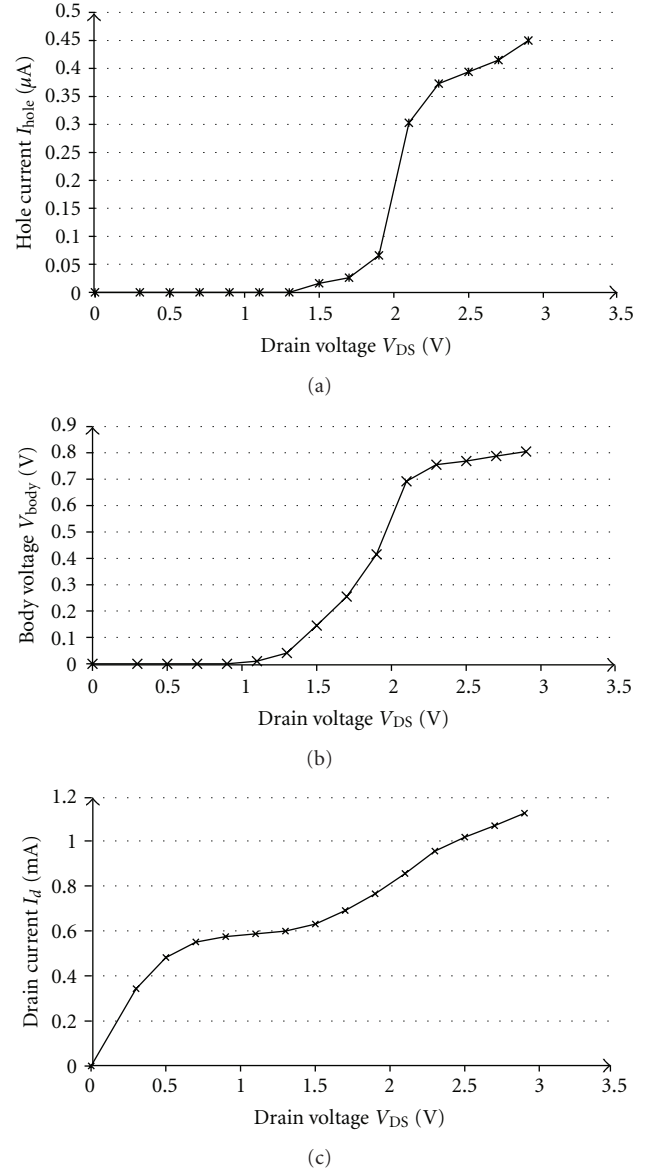 0.5
0.45
0.4
0.35
0.3
0.25
0.2
0.15
0.1
0.05
0
Hole current I_hole (μA)
0 0.5 1 1.5 2 2.5 3 3.5
Drain voltage V_DS (V)
(a)
0.9
0.8
0.7
0.6
0.5
0.4
0.3
0.2
0.1
0
Body voltage V_body (V)
0 0.5 1 1.5 2 2.5 3 3.5
Drain voltage V_DS (V)
(b)
1.2
1
0.8
0.6
0.4
0.2
0
Drain current I_d (mA)
0 0.5 1 1.5 2 2.5 3 3.5
Drain voltage V_DS (V)
(c)